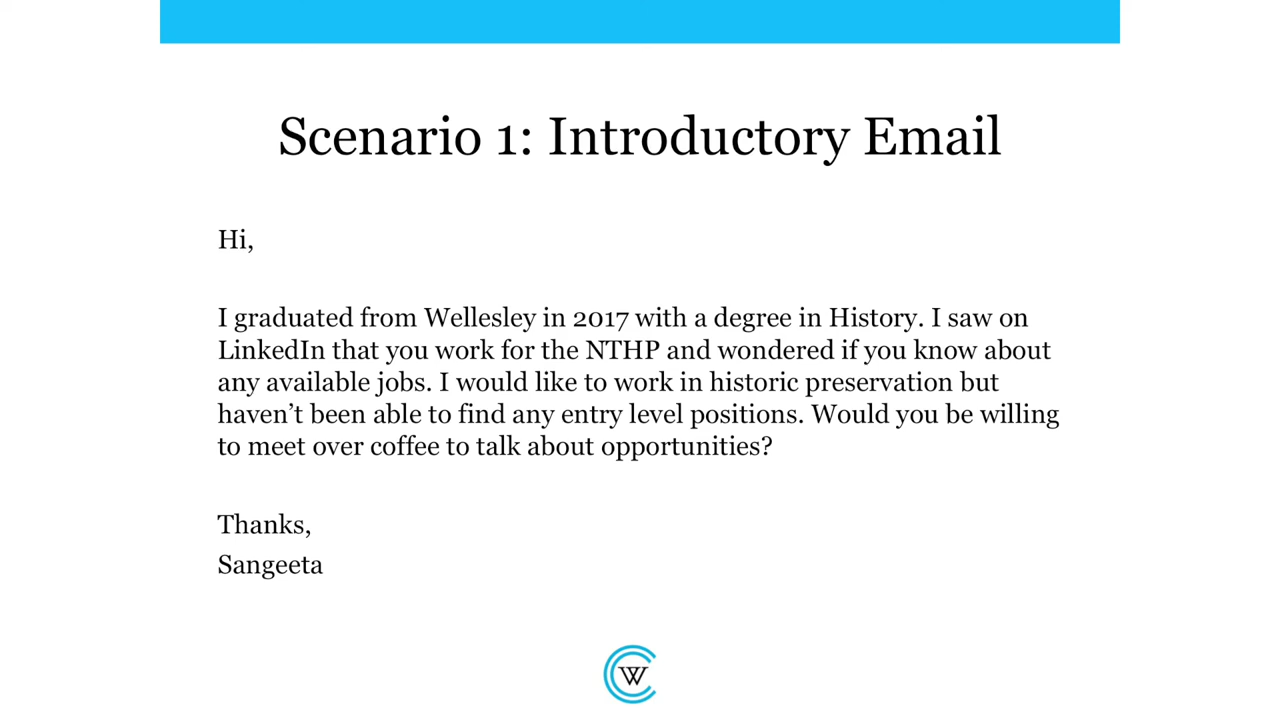 Scenario 1: Introductory Email
Hi,
I graduated from Wellesley in 2017 with a degree in History. I saw on
LinkedIn that you work for the NTHP and wondered if you know about
any available jobs. I would like to work in historic preservation but
haven’t been able to find any entry level positions. Would you be willing
to meet over coffee to talk about opportunities?
Thanks,
Sangeeta
W